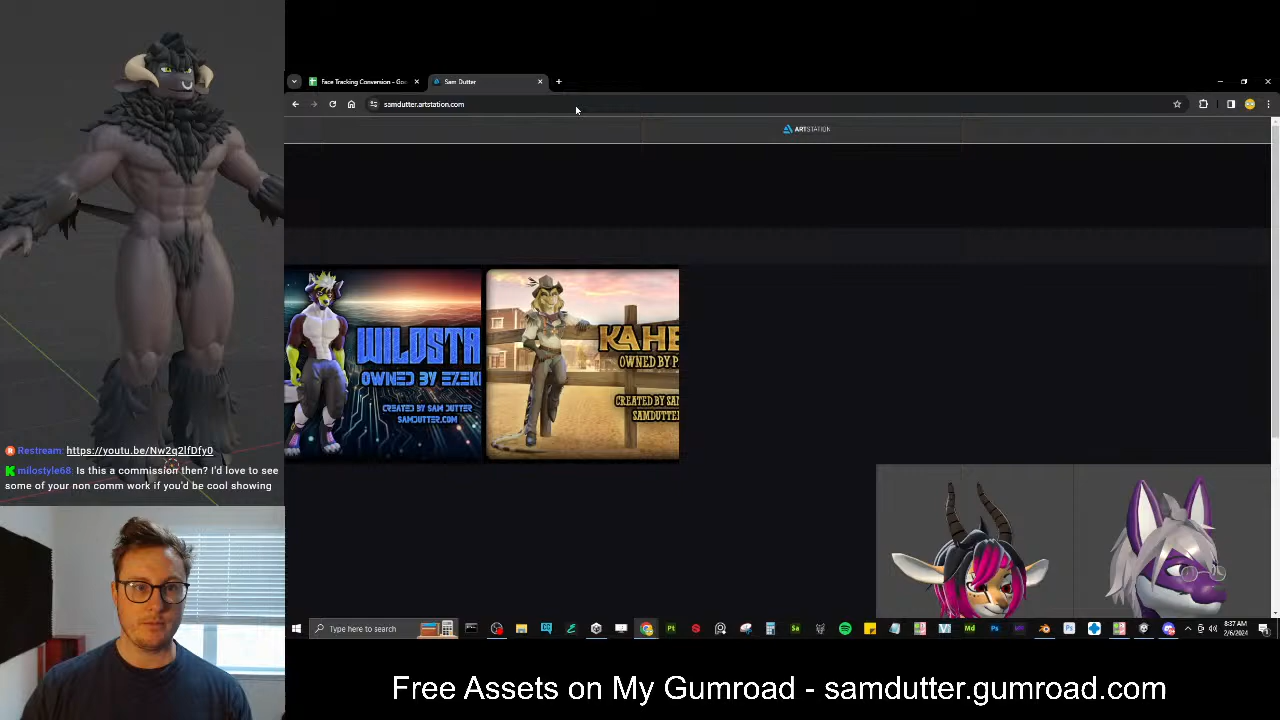 Face Tracking Conversion - Goo
Sam Dutter
samdutter.artstation.com
ARTSTATION
WILDSTA
OWNED BY EZEKI
CREATED BY SAM DUTTER
SAMDUTTER.COM
KAHE
OWNED BY P
CREATED BY SAM
SAMDUTTE
Restream: https://youtu.be/Nw2q2lfDfy0
milostyle68: Is this a commission then? I'd love to see
some of your non comm work if you'd be cool showing
Type here to search
8:37 AM
2/6/2024
Free Assets on My Gumroad - samdutter.gumroad.com